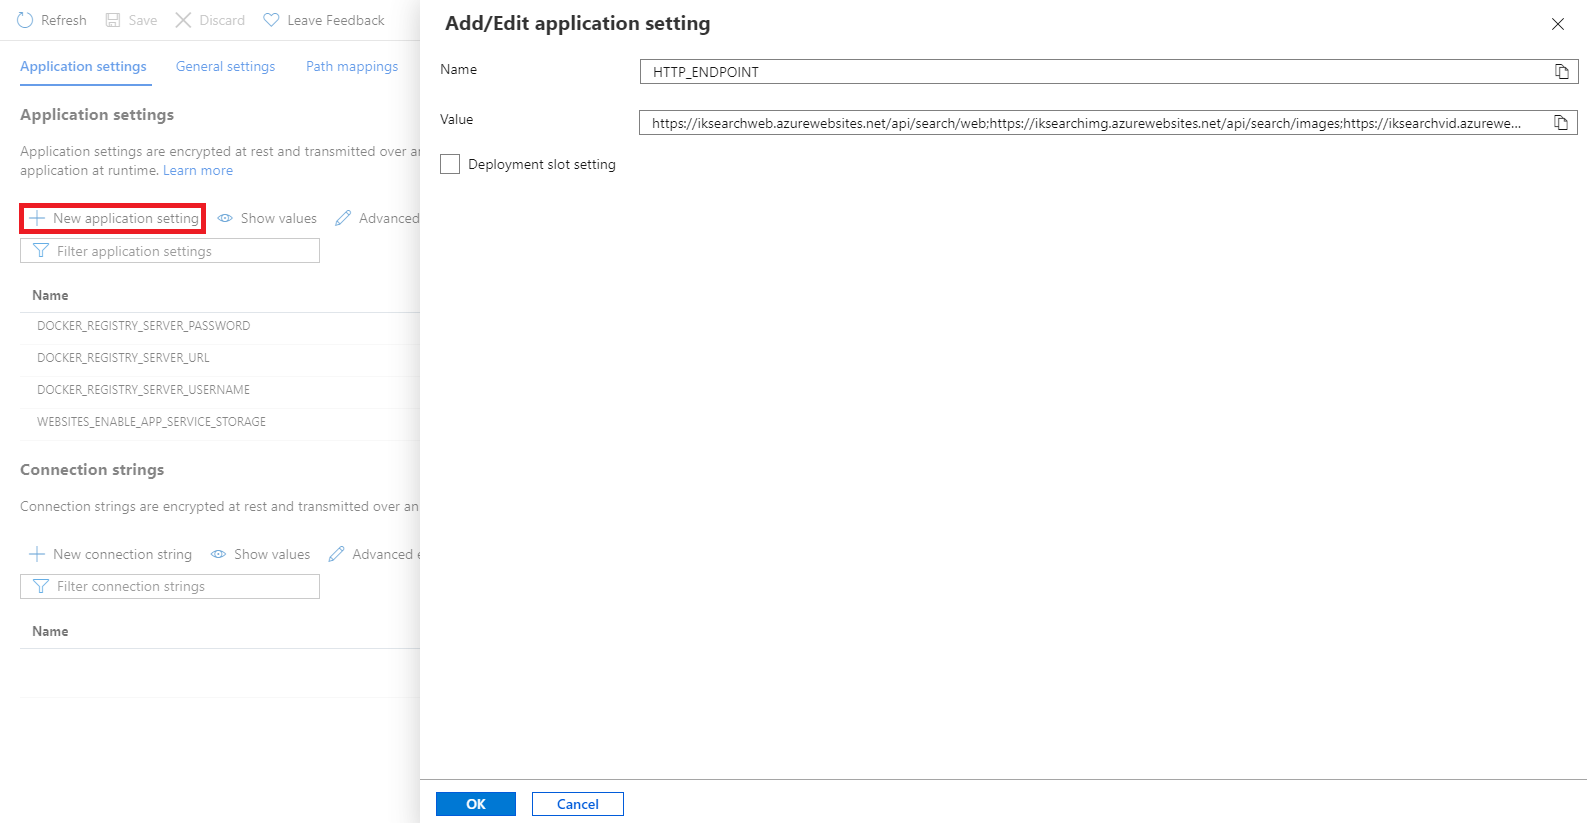 Refresh Save Discard Leave Feedback
Application settings General settings Path mappings
Application settings
Application settings are encrypted at rest and transmitted over an
application at runtime. Learn more
New application setting Show values Advanced
Filter application settings
Name
DOCKER_REGISTRY_SERVER_PASSWORD
DOCKER_REGISTRY_SERVER_URL
DOCKER_REGISTRY_SERVER_USERNAME
WEBSITES_ENABLE_APP_SERVICE_STORAGE
Connection strings
Connection strings are encrypted at rest and transmitted over an
New connection string Show values Advanced e
Filter connection strings
Name
Add/Edit application setting
Name
HTTP_ENDPOINT
Value
https://iksearchweb.azurewebsites.net/api/search/web;https://iksearchimg.azurewebsites.net/api/search/images;https://iksearchvid.azurewe...
Deployment slot setting
OK Cancel